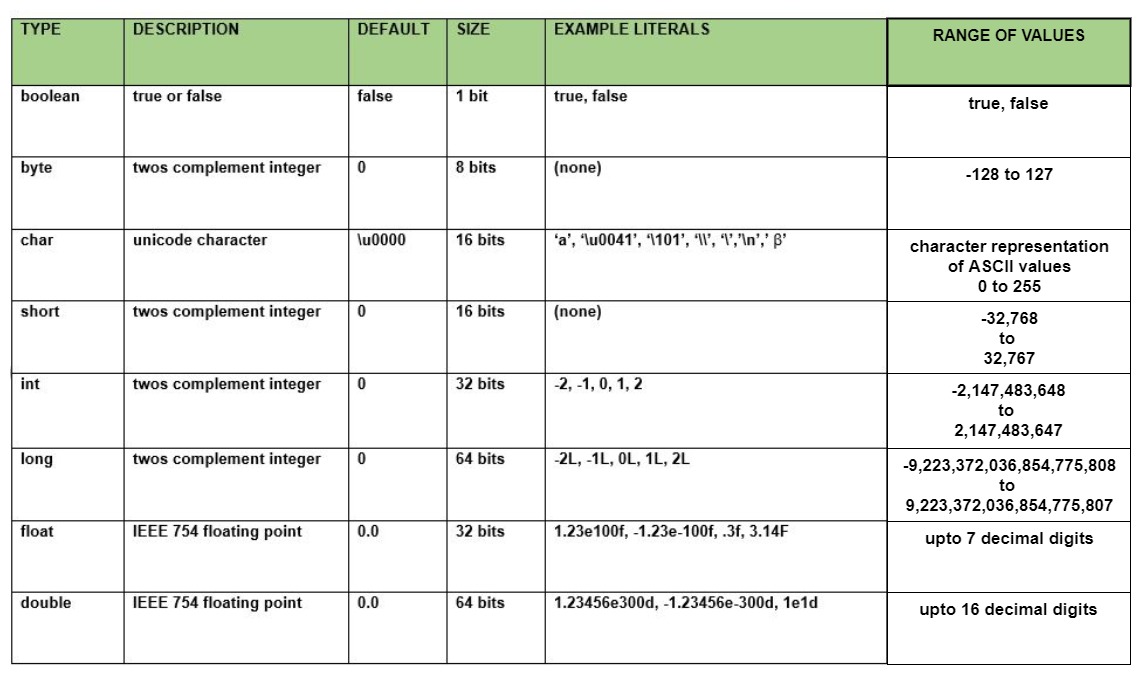 TYPE DESCRIPTION DEFAULT SIZE EXAMPLE LITERALS RANGE OF VALUES
boolean true or false false 1 bit true, false true, false
byte twos complement integer 0 8 bits (none) -128 to 127
char unicode character \u0000 16 bits ‘a’, ‘\u0041’, ‘\101’, ‘\\’, ‘\’,’\n’,’ β’ character representation
of ASCII values
0 to 255
short twos complement integer 0 16 bits (none) -32,768
to
32,767
int twos complement integer 0 32 bits -2, -1, 0, 1, 2 -2,147,483,648
to
2,147,483,647
long twos complement integer 0 64 bits -2L, -1L, 0L, 1L, 2L -9,223,372,036,854,775,808
to
9,223,372,036,854,775,807
float IEEE 754 floating point 0.0 32 bits 1.23e100f, -1.23e-100f, .3f, 3.14F upto 7 decimal digits
double IEEE 754 floating point 0.0 64 bits 1.23456e300d, -1.23456e-300d, 1e1d upto 16 decimal digits